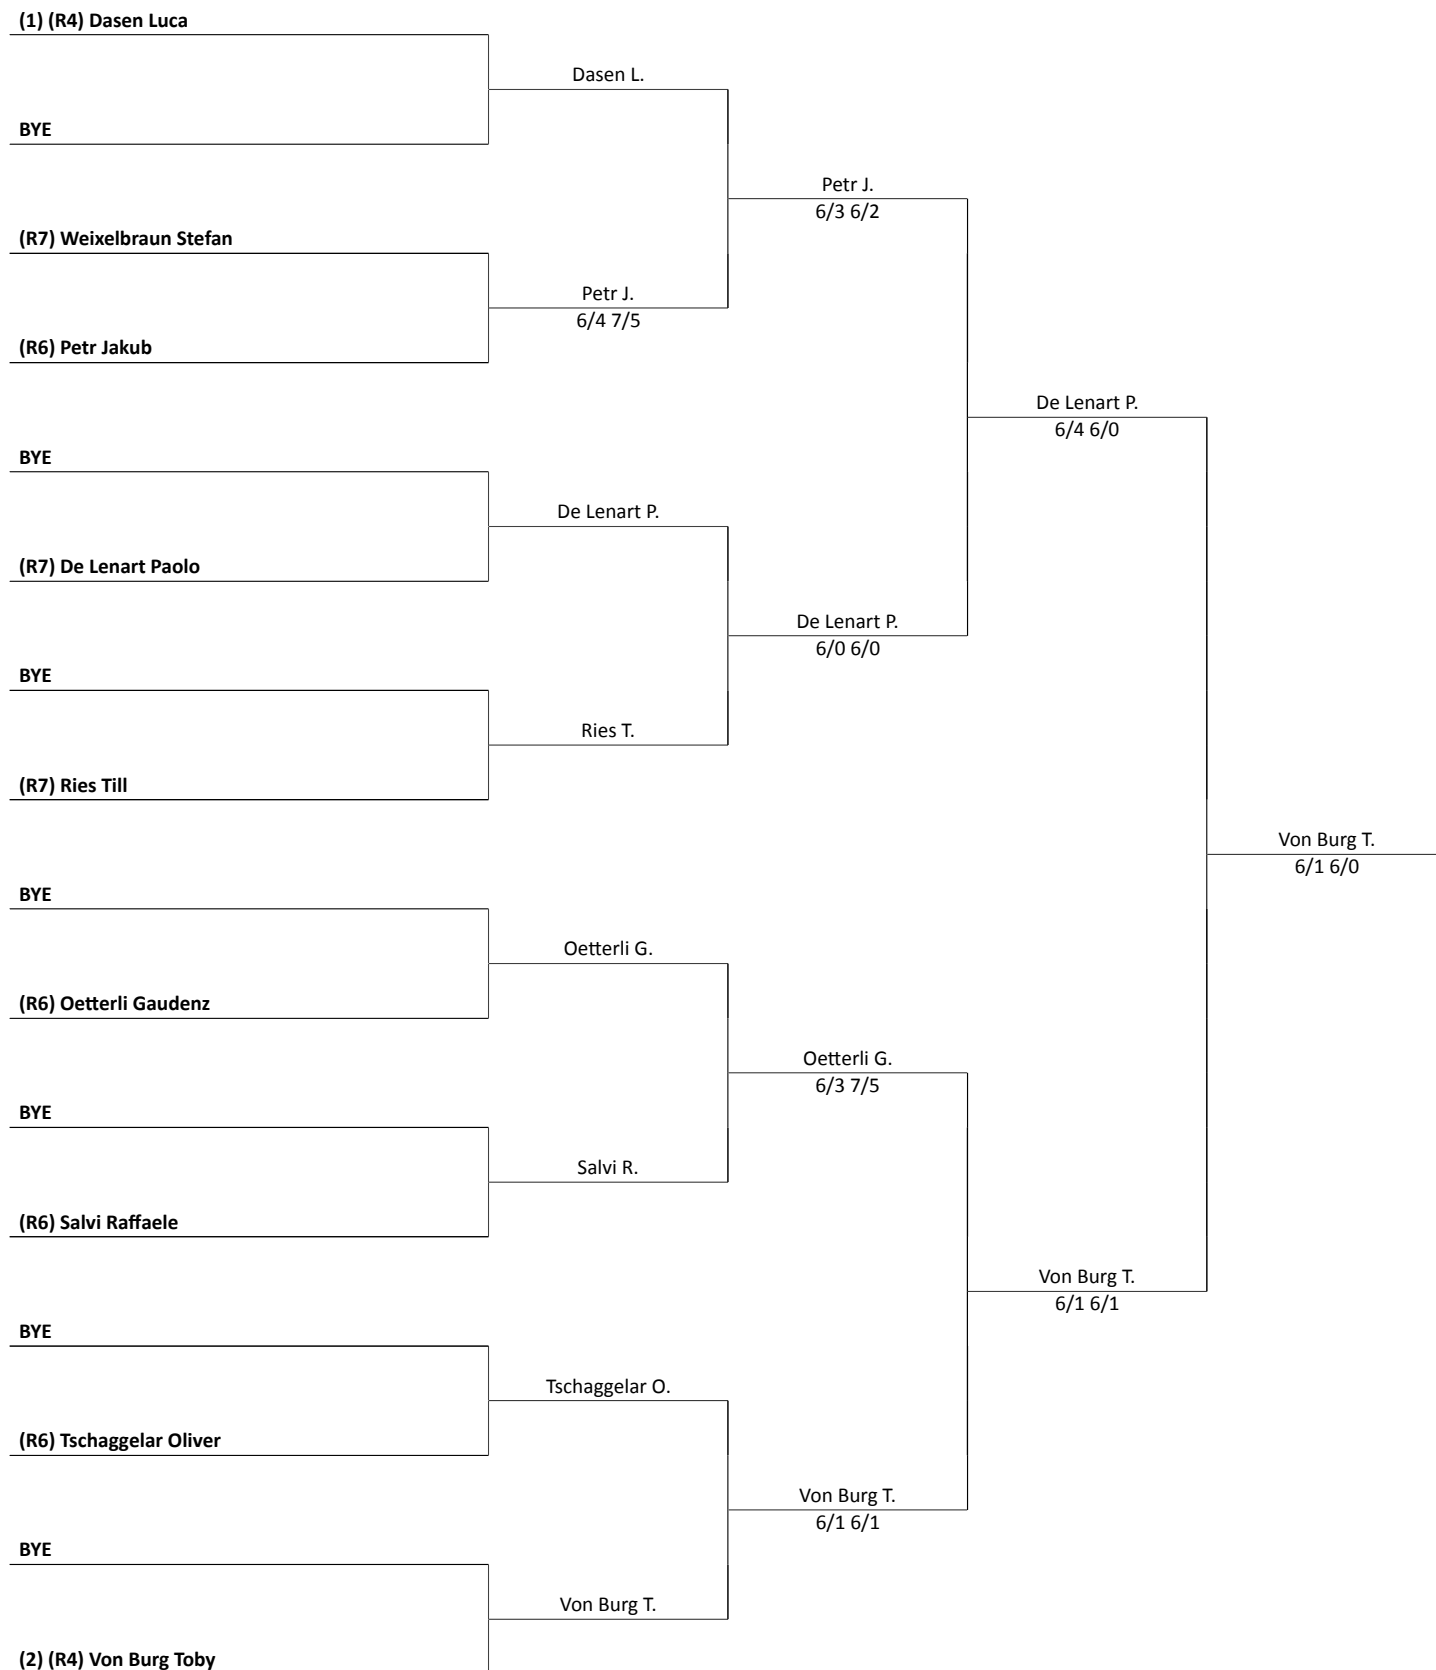 (1) (R4) Dasen Luca
Dasen L.
BYE
Petr J.
6/3 6/2
(R7) Weixelbraun Stefan
Petr J.
6/4 7/5
(R6) Petr Jakub
De Lenart P.
6/4 6/0
BYE
De Lenart P.
(R7) De Lenart Paolo
De Lenart P.
6/0 6/0
BYE
Ries T.
(R7) Ries Till
Von Burg T.
6/1 6/0
BYE
Oetterli G.
(R6) Oetterli Gaudenz
Oetterli G.
6/3 7/5
BYE
Salvi R.
(R6) Salvi Raffaele
Von Burg T.
6/1 6/1
BYE
Tschaggelar O.
(R6) Tschaggelar Oliver
Von Burg T.
6/1 6/1
BYE
Von Burg T.
(2) (R4) Von Burg Toby